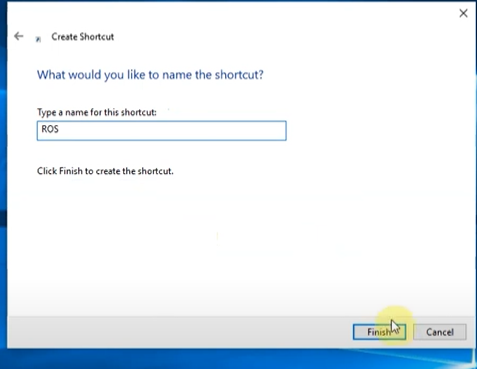 Create Shortcut
What would you like to name the shortcut?
Type a name for this shortcut:
ROS
Click Finish to create the shortcut.
Finish
Cancel